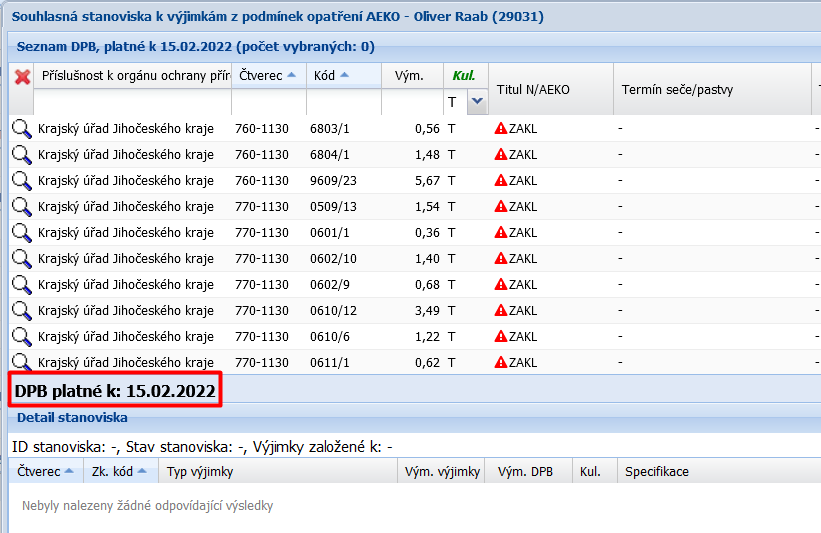 Souhlasná stanoviska k výjimkám z podmínek opatření AEKO - Oliver Raab (29031)
Seznam DPB, platné k 15.02.2022 (počet vybraných: 0)
Příslušnost k orgánu ochrany příro Čtverec Kód Vým. Kul. Titul N/AEKO Termín seče/pastvy
T
Krajský úřad Jihočeského kraje 760-1130 6803/1 0,56 T ZAKL -
Krajský úřad Jihočeského kraje 760-1130 6804/1 1,48 T ZAKL -
Krajský úřad Jihočeského kraje 760-1130 9609/23 5,67 T ZAKL -
Krajský úřad Jihočeského kraje 770-1130 0509/13 1,54 T ZAKL -
Krajský úřad Jihočeského kraje 770-1130 0601/1 0,36 T ZAKL -
Krajský úřad Jihočeského kraje 770-1130 0602/10 1,40 T ZAKL -
Krajský úřad Jihočeského kraje 770-1130 0602/9 0,68 T ZAKL -
Krajský úřad Jihočeského kraje 770-1130 0610/12 3,49 T ZAKL -
Krajský úřad Jihočeského kraje 770-1130 0610/6 1,22 T ZAKL -
Krajský úřad Jihočeského kraje 770-1130 0611/1 0,62 T ZAKL -
DPB platné k: 15.02.2022
Detail stanoviska
ID stanoviska: -, Stav stanoviska: -, Výjimky založené k: -
Čtverec Zk. kód Typ výjimky Vým. výjimky Vým. DPB Kul. Specifikace
Nebyly nalezeny žádné odpovídající výsledky